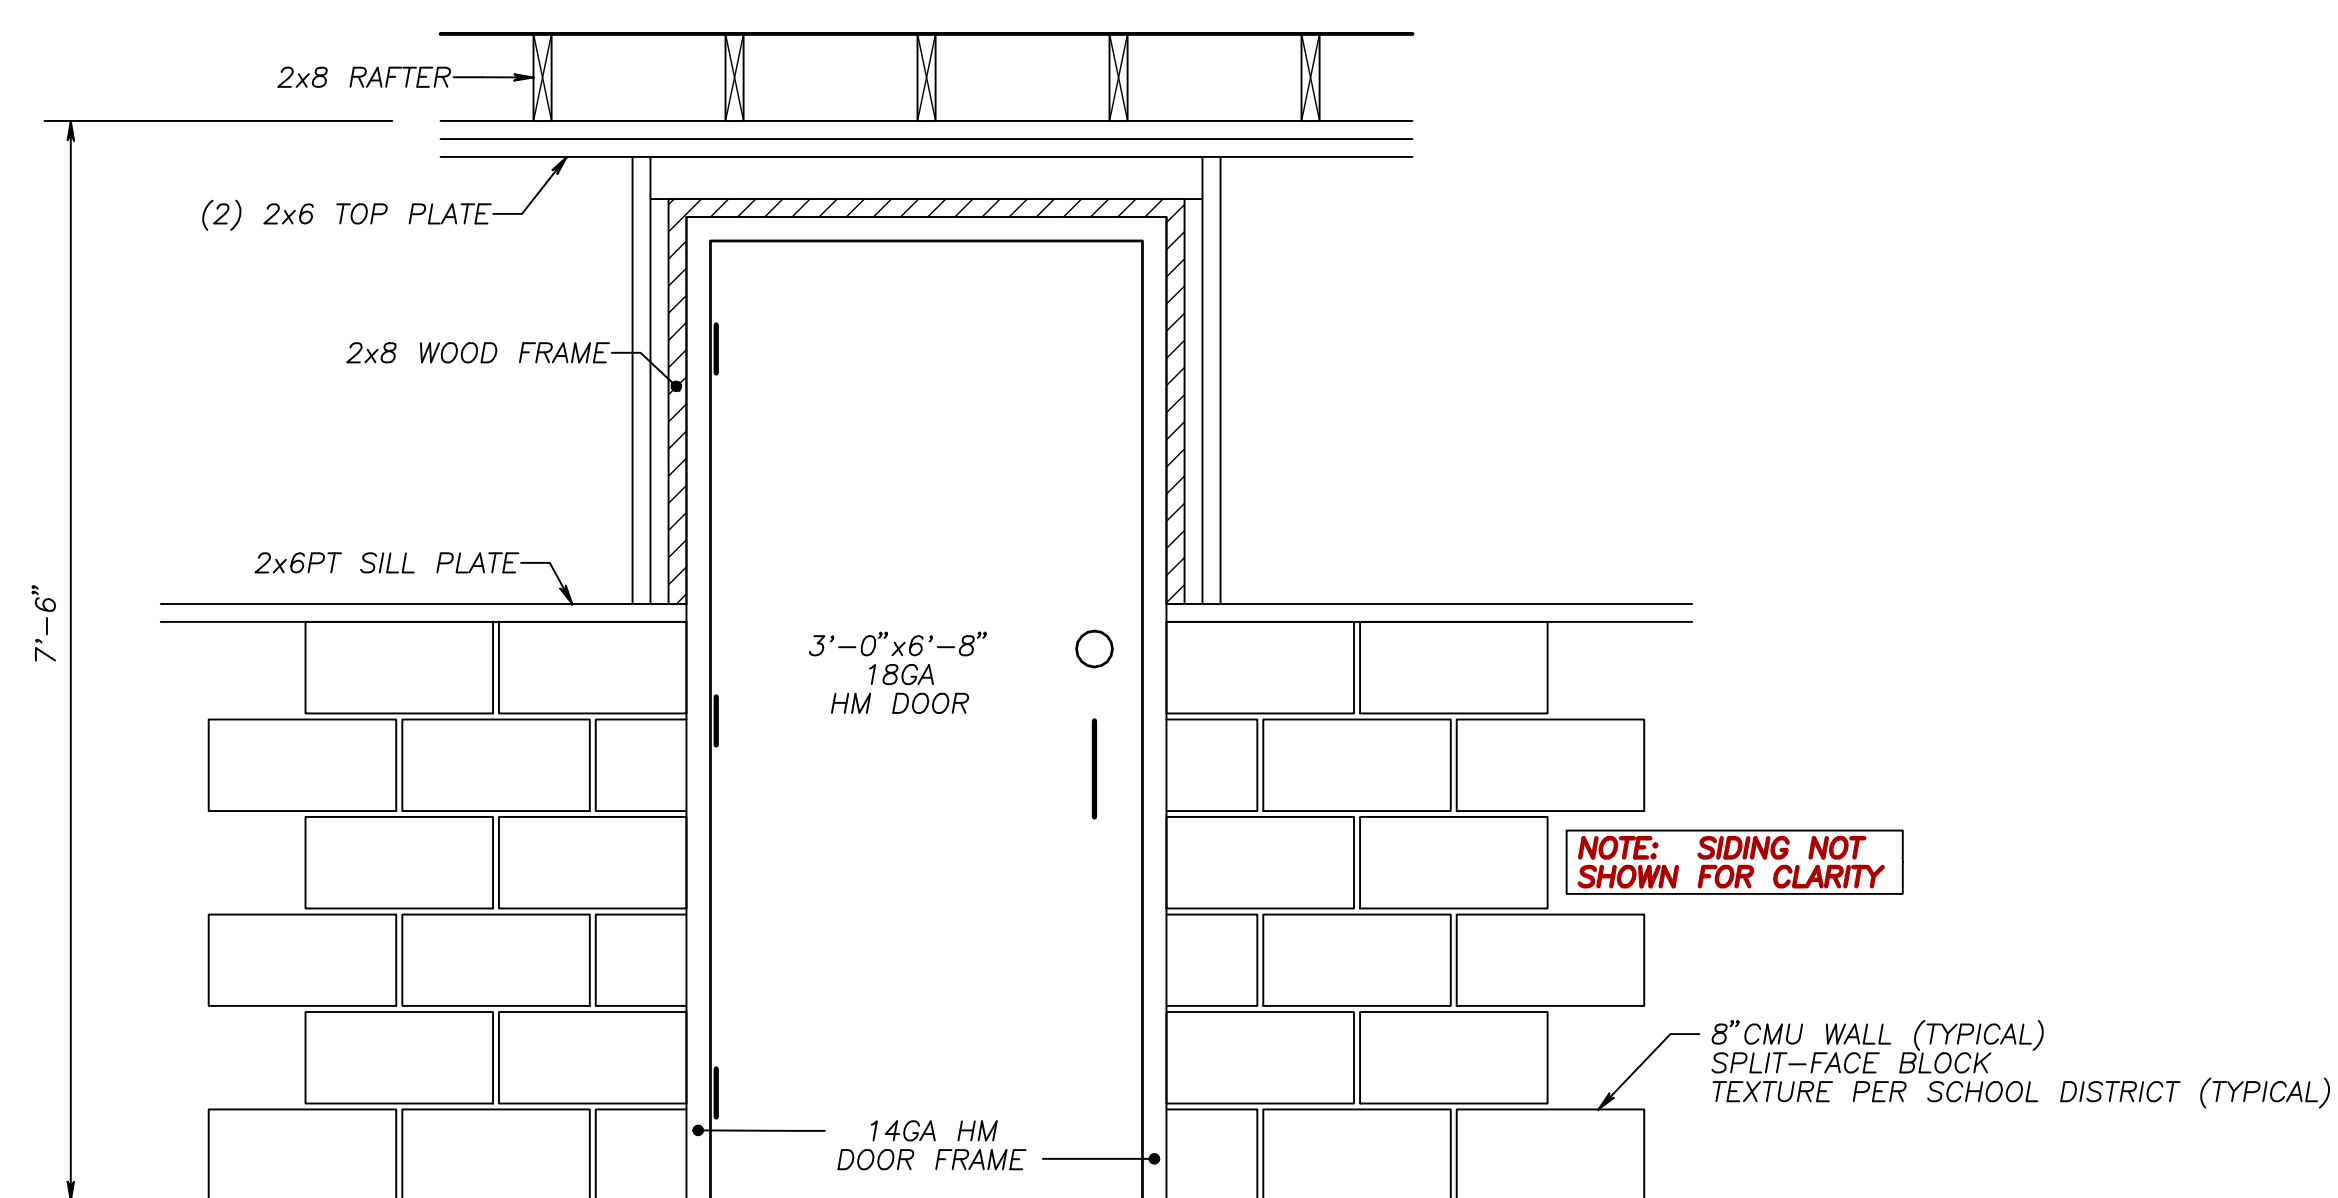 2x8 RAFTER
(2) 2x6 TOP PLATE
2x8 WOOD FRAME
2x6PT SILL PLATE
7'-6"
3'-0"x6'-8"
18GA
HM DOOR
NOTE: SIDING NOT
SHOWN FOR CLARITY
8"CMU WALL (TYPICAL)
SPLIT-FACE BLOCK
TEXTURE PER SCHOOL DISTRICT (TYPICAL)
14GA HM
DOOR FRAME